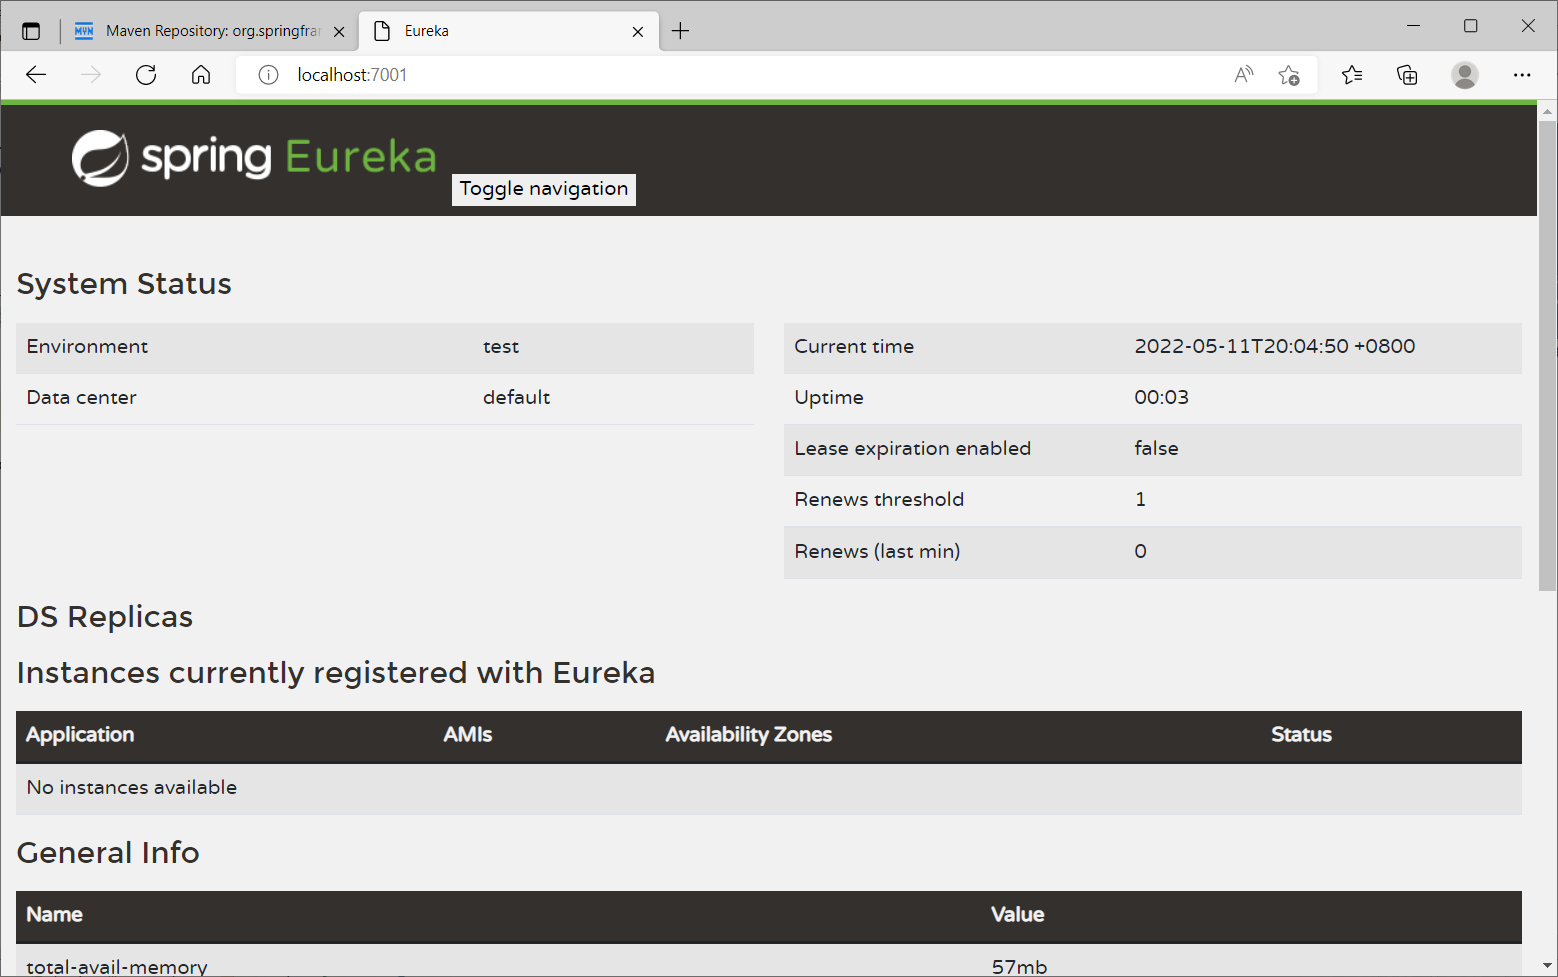 Maven Repository: org.springfrar
Eureka
localhost:7001
spring Eureka
Toggle navigation
System Status
Environment test
Data center default
Current time 2022-05-11T20:04:50 +0800
Uptime 00:03
Lease expiration enabled false
Renews threshold 1
Renews (last min) 0
DS Replicas
Instances currently registered with Eureka
Application AMIs Availability Zones Status
No instances available
General Info
Name Value
total-avail-memory 57mb